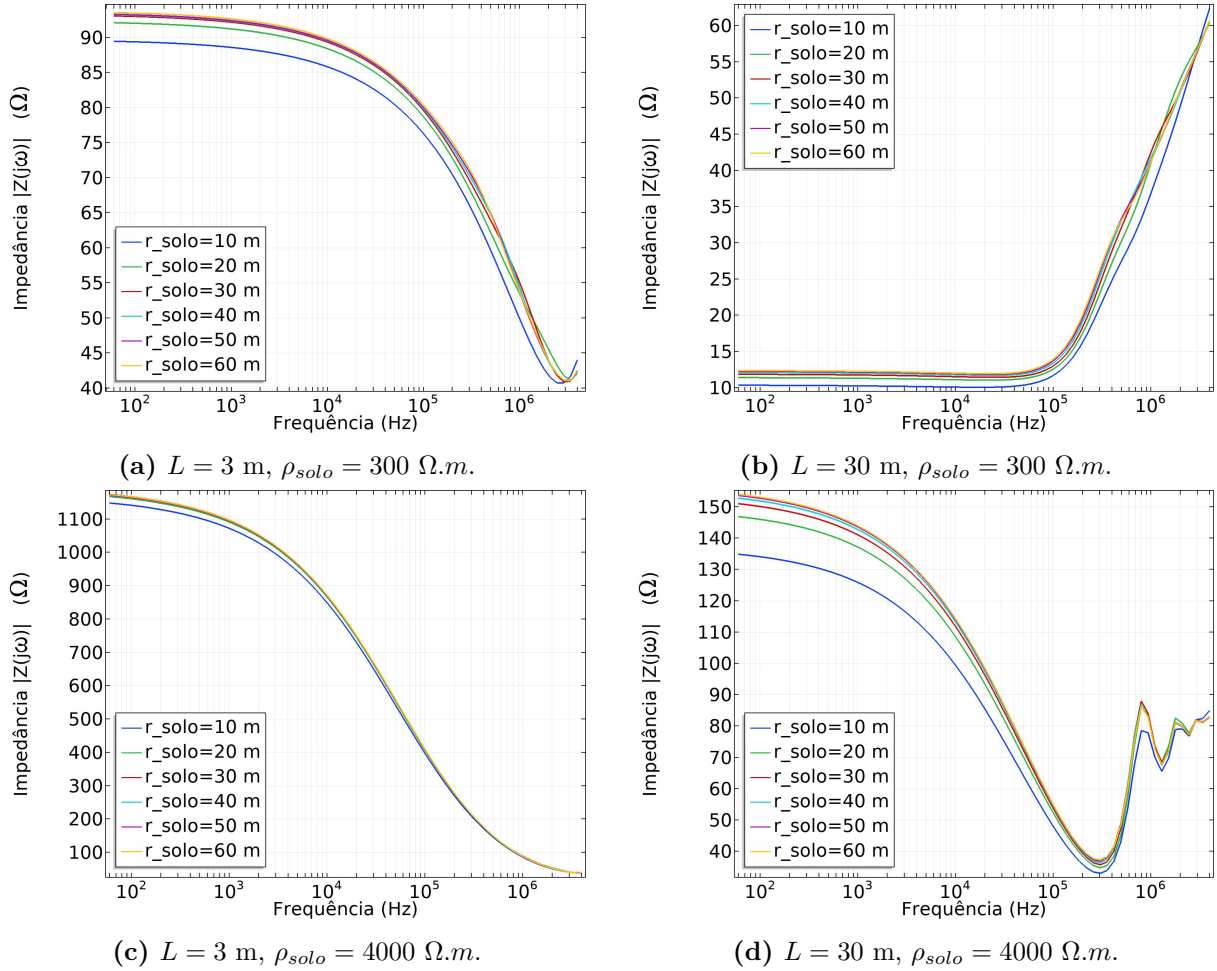 Impedância |Z(jω)| (Ω)
90
85
80
75
70
65
60
55
50
45
40
r_solo=10 m
r_solo=20 m
r_solo=30 m
r_solo=40 m
r_solo=50 m
r_solo=60 m
10² 10³ 10⁴ 10⁵ 10⁶
Frequência (Hz)
(a) L = 3 m, ρsolo = 300 Ω.m.
Impedância |Z(jω)| (Ω)
60
55
50
45
40
35
30
25
20
15
10
r_solo=10 m
r_solo=20 m
r_solo=30 m
r_solo=40 m
r_solo=50 m
r_solo=60 m
10² 10³ 10⁴ 10⁵ 10⁶
Frequência (Hz)
(b) L = 30 m, ρsolo = 300 Ω.m.
Impedância |Z(jω)| (Ω)
1100
1000
900
800
700
600
500
400
300
200
100
r_solo=10 m
r_solo=20 m
r_solo=30 m
r_solo=40 m
r_solo=50 m
r_solo=60 m
10² 10³ 10⁴ 10⁵ 10⁶
Frequência (Hz)
(c) L = 3 m, ρsolo = 4000 Ω.m.
Impedância |Z(jω)| (Ω)
150
140
130
120
110
100
90
80
70
60
50
40
r_solo=10 m
r_solo=20 m
r_solo=30 m
r_solo=40 m
r_solo=50 m
r_solo=60 m
10² 10³ 10⁴ 10⁵ 10⁶
Frequência (Hz)
(d) L = 30 m, ρsolo = 4000 Ω.m.